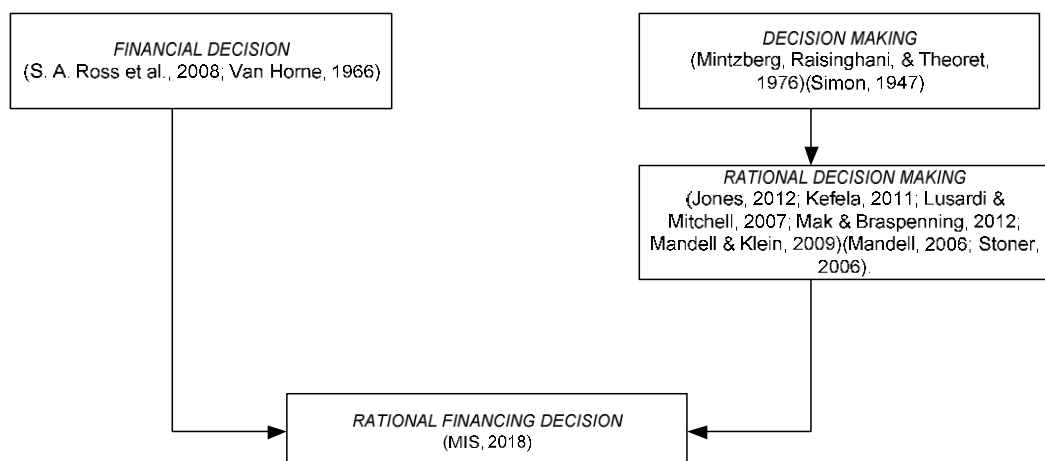 FINANCIAL DECISION
(S. A. Ross et al., 2008; Van Horne, 1966)
DECISION MAKING
(Mintzberg, Raisinghani, & Theoret,
1976)(Simon, 1947)
RATIONAL DECISION MAKING
(Jones, 2012; Kefela, 2011; Lusardi &
Mitchell, 2007; Mak & Braspenning, 2012;
Mandell & Klein, 2009)(Mandell, 2006; Stoner,
2006).
RATIONAL FINANCING DECISION
(MIS, 2018)